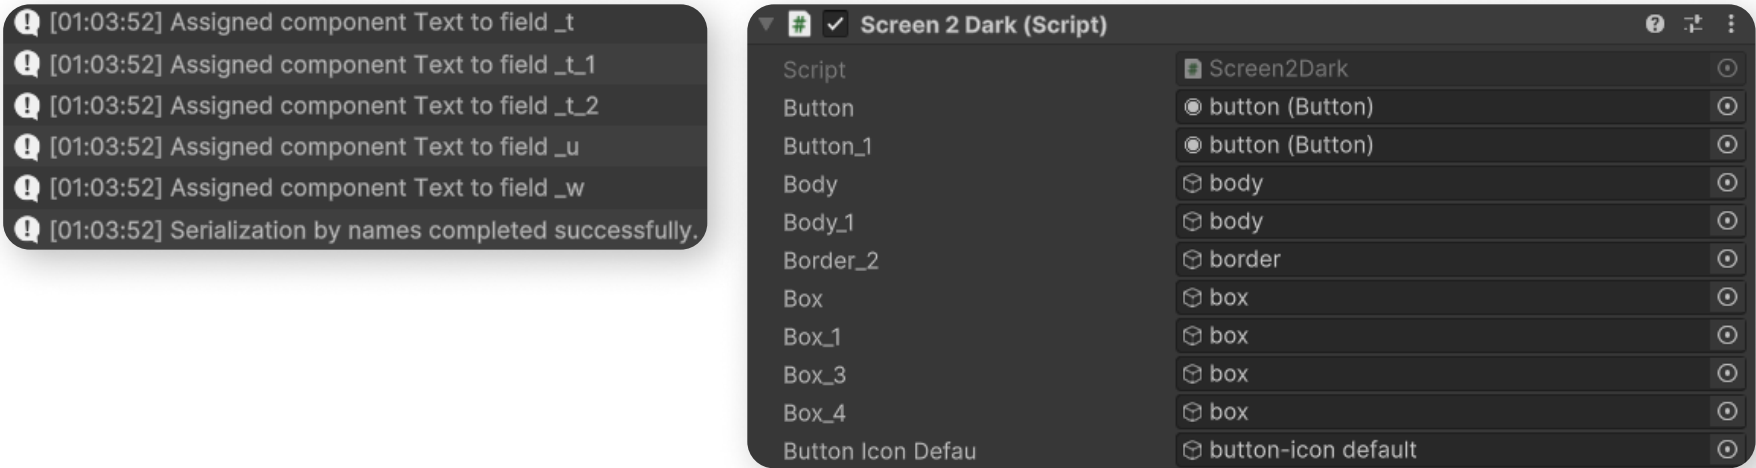 [01:03:52] Assigned component Text to field _t
[01:03:52] Assigned component Text to field _t_1
[01:03:52] Assigned component Text to field _t_2
[01:03:52] Assigned component Text to field _u
[01:03:52] Assigned component Text to field _w
[01:03:52] Serialization by names completed successfully.
Screen 2 Dark (Script)
Script Screen2Dark
Button button (Button)
Button_1 button (Button)
Body body
Body_1 body
Border_2 border
Box box
Box_1 box
Box_3 box
Box_4 box
Button Icon Defau button-icon default